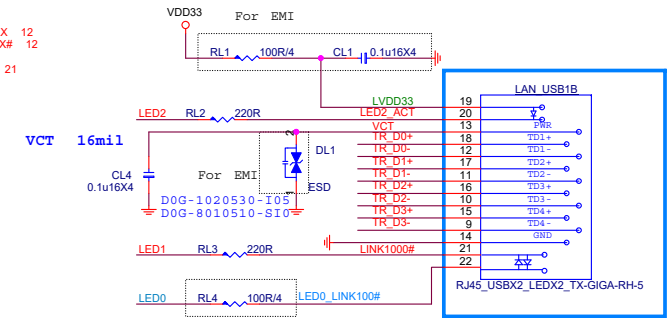 X 12
X# 12
21
VDD33
For EMI
RL1 100R/4 CL1 0.1u16X4
LAN_USB1B
LVDD33 19
LED2 RL2 220R LED2_ACT 20
VCT 13 PWR
TR_D0+ 18 TD1+
TR_D0- 12 TD1-
TR_D1+ 17 TD2+
TR_D1- 11 TD2-
TR_D2+ 16 TD3+
TR_D2- 10 TD3-
TR_D3+ 15 TD4+
TR_D3- 9 TD4-
14 GND
VCT 16mil
2
DL1
CL4
0.1u16X4
For EMI
1
ESD
D0G-1020530-I05
D0G-8010510-SI0
LED1 RL3 220R LINK1000# 21
22
LED0 RL4 100R/4 LED0_LINK100#
RJ45_USBX2_LEDX2_TX-GIGA-RH-5